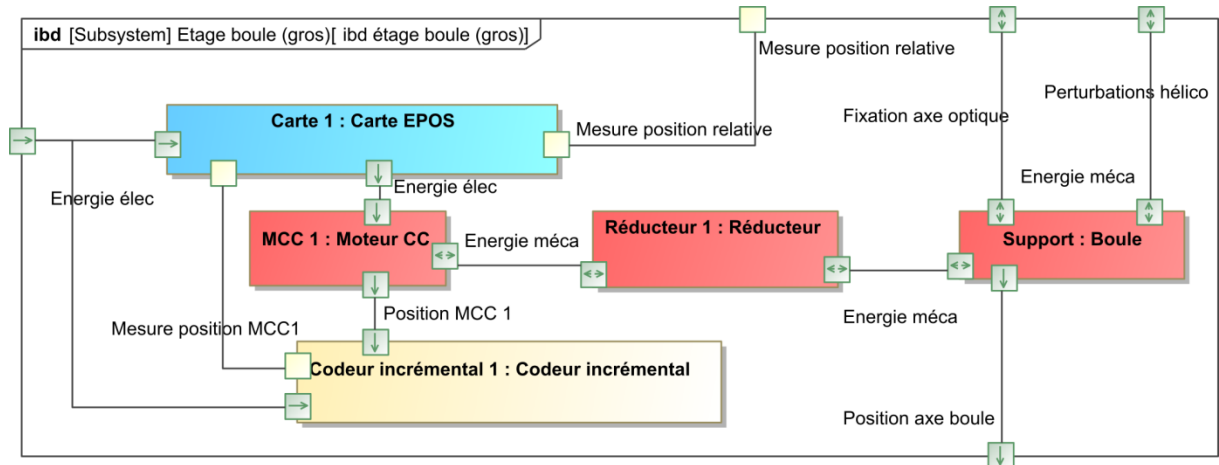 ibd [Subsystem] Etage boule (gros)[ ibd étage boule (gros)]
Mesure position relative
Perturbations hélico
Fixation axe optique
Carte 1 : Carte EPOS
Mesure position relative
Energie élec
Energie élec
Energie méca
MCC 1 : Moteur CC
Energie méca
Réducteur 1 : Réducteur
Support : Boule
Position MCC 1
Energie méca
Mesure position MCC1
Codeur incrémental 1 : Codeur incrémental
Position axe boule